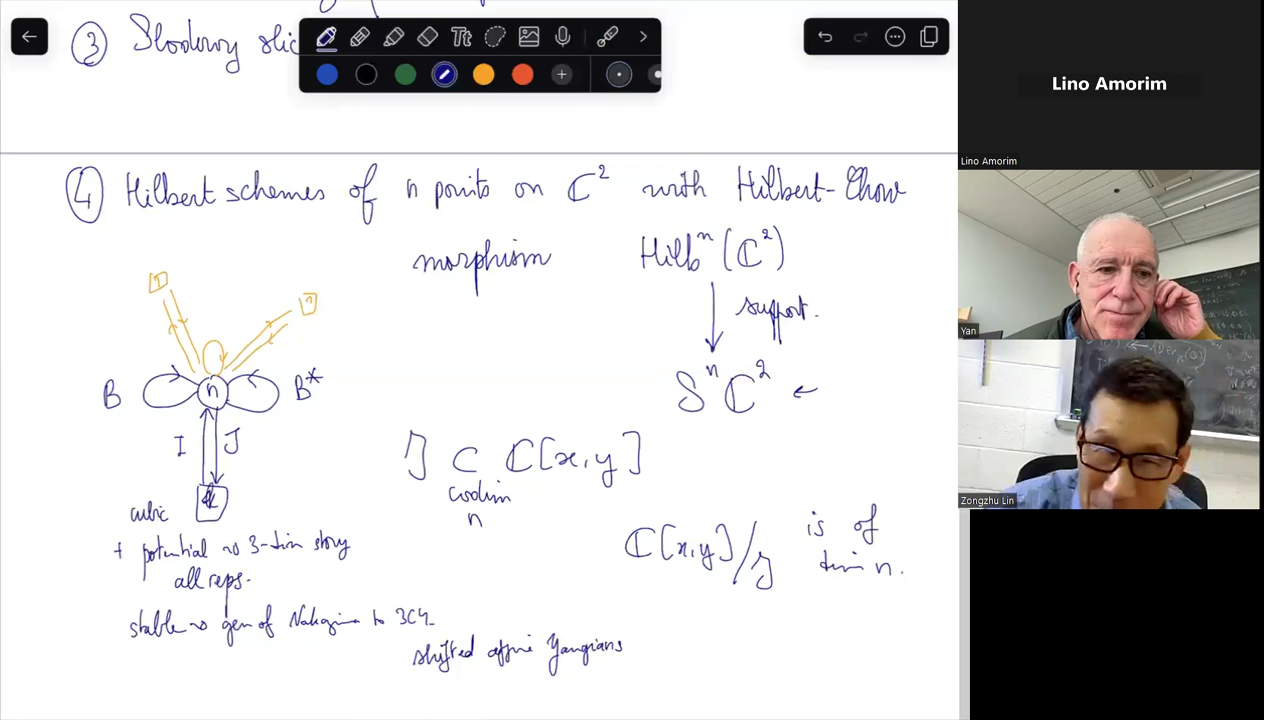 ③ Slodowy slic
Tt
④ Hilbert schemes of n points on ℂ² with Hilbert-Chow
morphism Hilbⁿ(ℂ²)
support.
B n B* Sⁿℂ² ←
I J
J ⊂ ℂ[x,y]
codim
n
cubic
+ potential ⇝ 3-dim story
all reps.
ℂ[x,y]/J is of
dim n.
stable ⇝ gen of Nakajima to 3CY
shifted affine Yangians
Lino Amorim
Lino Amorim
Yan
Zongzhu Lin